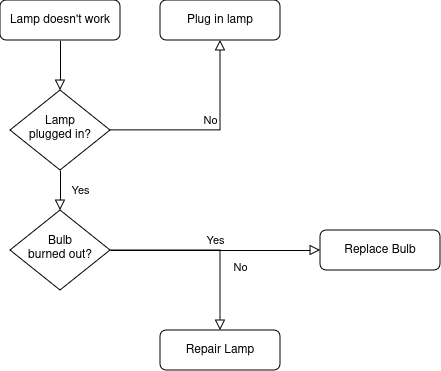 Lamp doesn't work
Plug in lamp
Lamp
plugged in?
No
Yes
Bulb
burned out?
Yes
No
Replace Bulb
Repair Lamp